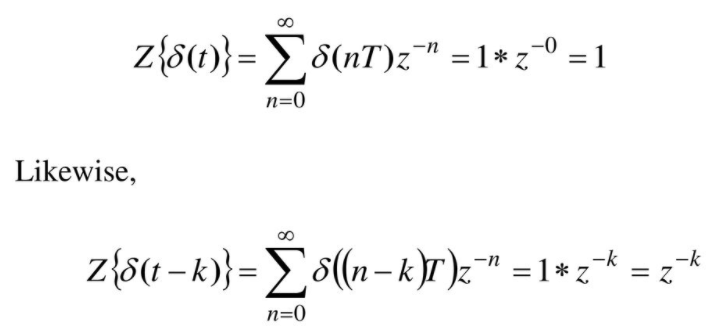 Z{δ(t)} = ∞ ∑ n=0 δ(nT)z⁻ⁿ = 1 * z⁻⁰ = 1
Likewise,
Z{δ(t − k)} = ∞ ∑ n=0 δ((n − k)T)z⁻ⁿ = 1 * z⁻ᵏ = z⁻ᵏ